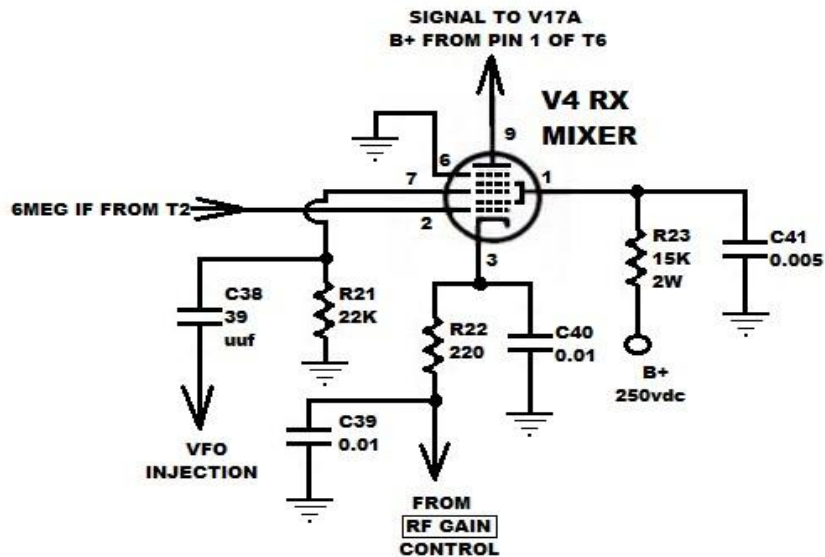 SIGNAL TO V17A
B+ FROM PIN 1 OF T6
V4 RX
MIXER
9
6
7
1
6MEG IF FROM T2
2
3
R23
15K
2W
C41
0.005
C38
39
uuf
R21
22K
R22
220
C40
0.01
B+
250vdc
C39
0.01
VFO
INJECTION
FROM
RF GAIN
CONTROL